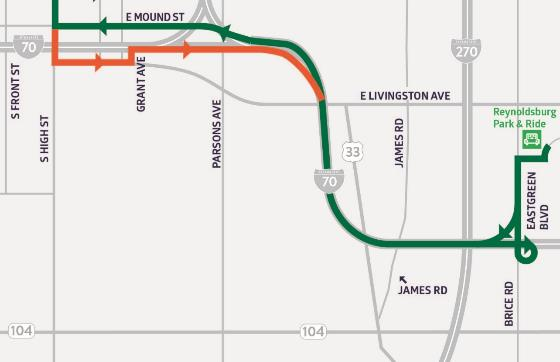 E MOUND ST
70
270
S FRONT ST
S HIGH ST
GRANT AVE
PARSONS AVE
E LIVINGSTON AVE
Reynoldsburg
Park & Ride
33
JAMES RD
70
EASTGREEN
BLVD
JAMES RD
BRICE RD
104
104